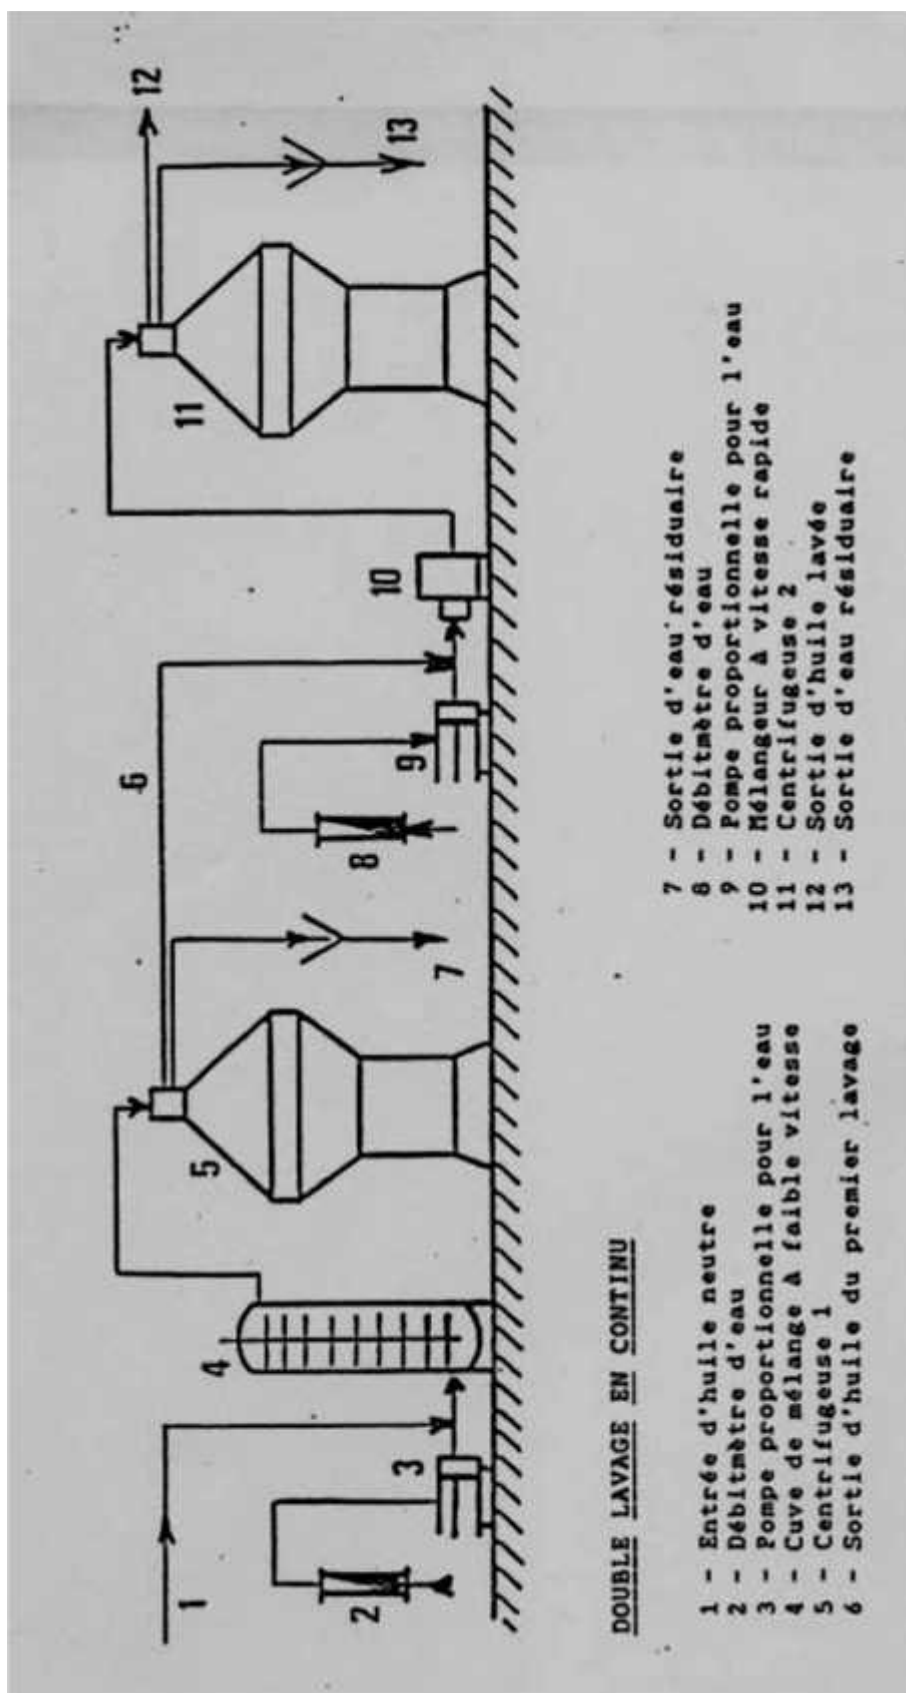 12
6
13
11
5
10
4
9
3
8
7
2
1
DOUBLE LAVAGE EN CONTINU
1 - Entrée d'huile neutre
2 - Débitmètre d'eau
3 - Pompe proportionnelle pour l'eau
4 - Cuve de mélange à faible vitesse
5 - Centrifugeuse 1
6 - Sortie d'huile du premier lavage
7 - Sortie d'eau résiduaire
8 - Débitmètre d'eau
9 - Pompe proportionnelle pour l'eau
10 - Mélangeur à vitesse rapide
11 - Centrifugeuse 2
12 - Sortie d'huile lavée
13 - Sortie d'eau résiduaire